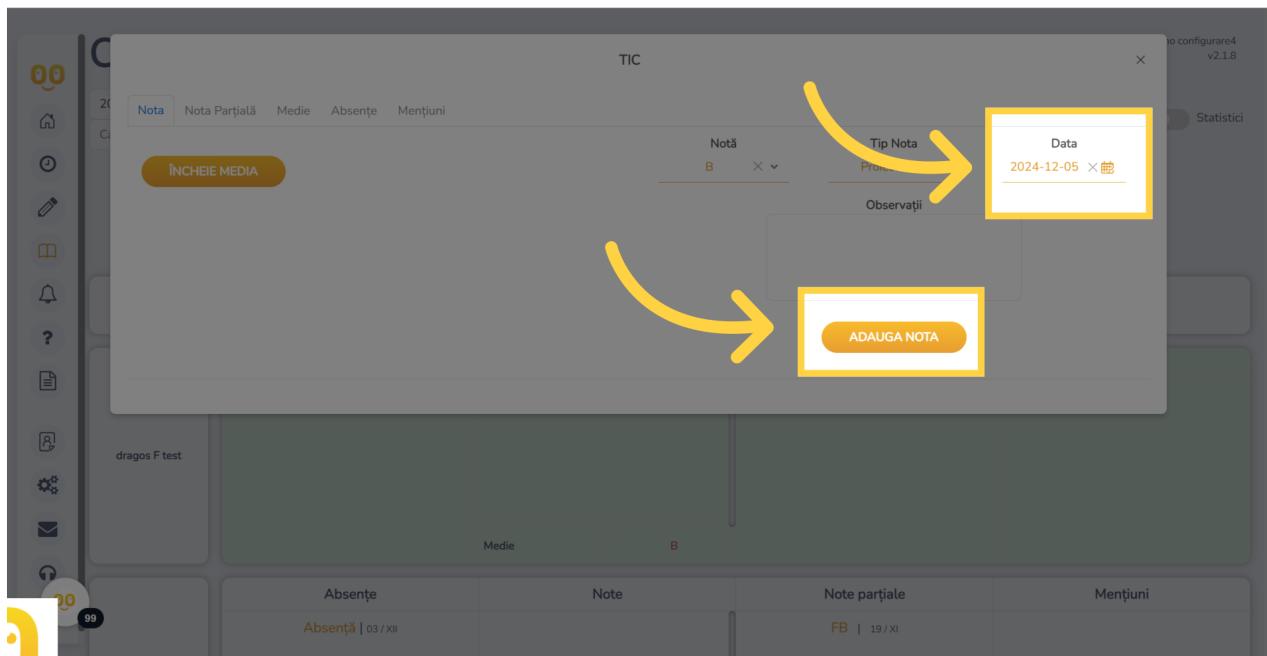 TIC
configurare4
v2.1.8
Nota Nota Parțială Medie Absențe Mențiuni
Statistici
ÎNCHEIE MEDIA
Notă Tip Nota Data
B 2024-12-05
Observații
ADAUGA NOTA
dragos F test
Medie B
Absențe Note Note parțiale Mențiuni
Absență | 03 / XII FB | 19 / XI
99